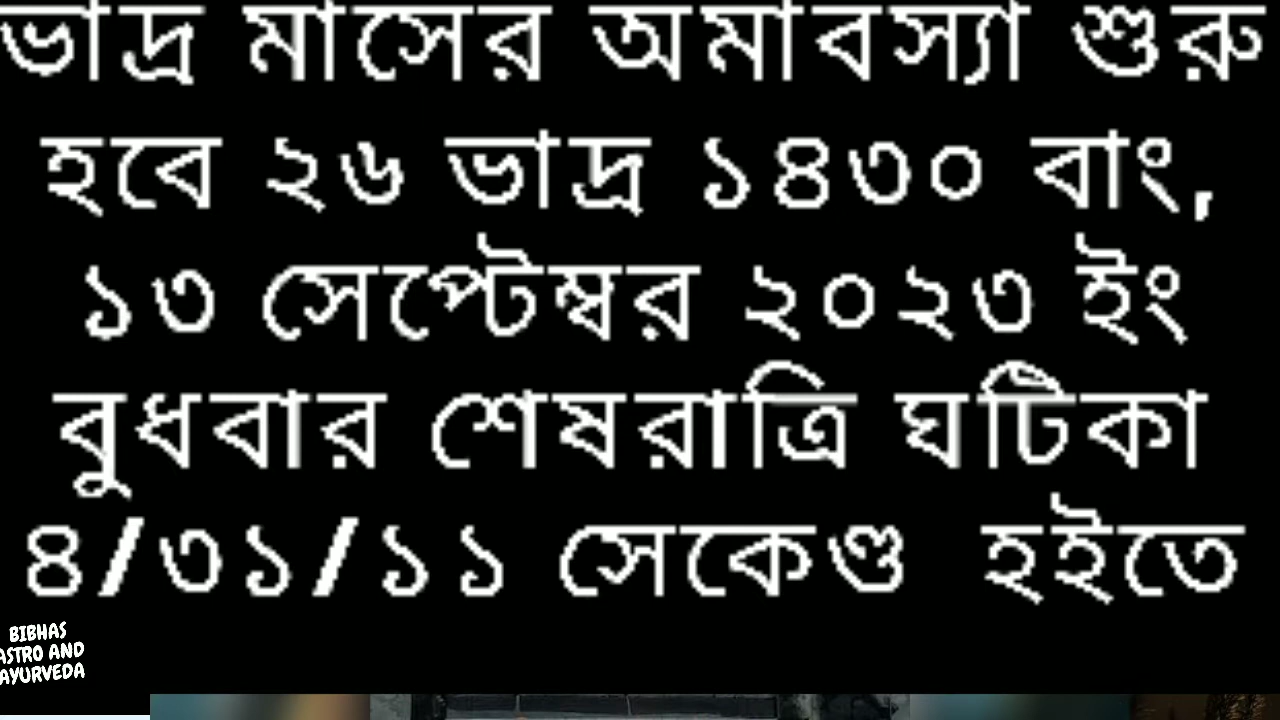 ভাদ্র মাসের অমাবস্যা শুরু
হবে ২৬ ভাদ্র ১৪৩০ বাং,
১৩ সেপ্টেম্বর ২০২৩ ইং
বুধবার শেষরাত্রি ঘটিকা
৪/৩১/১১ সেকেণ্ড হইতে
BIBHAS
ASTRO AND
AYURVEDA